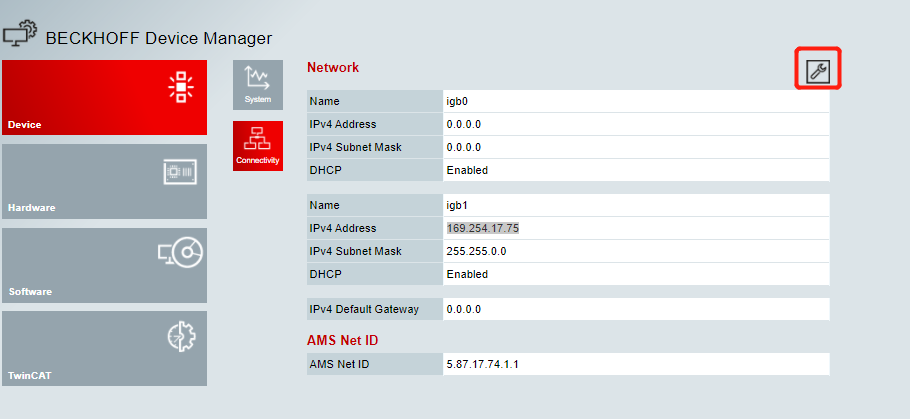 BECKHOFF Device Manager
Device
Hardware
Software
TwinCAT
System
Connectivity
Network
Name igb0
IPv4 Address 0.0.0.0
IPv4 Subnet Mask 0.0.0.0
DHCP Enabled
Name igb1
IPv4 Address 169.254.17.75
IPv4 Subnet Mask 255.255.0.0
DHCP Enabled
IPv4 Default Gateway 0.0.0.0
AMS Net ID
AMS Net ID 5.87.17.74.1.1